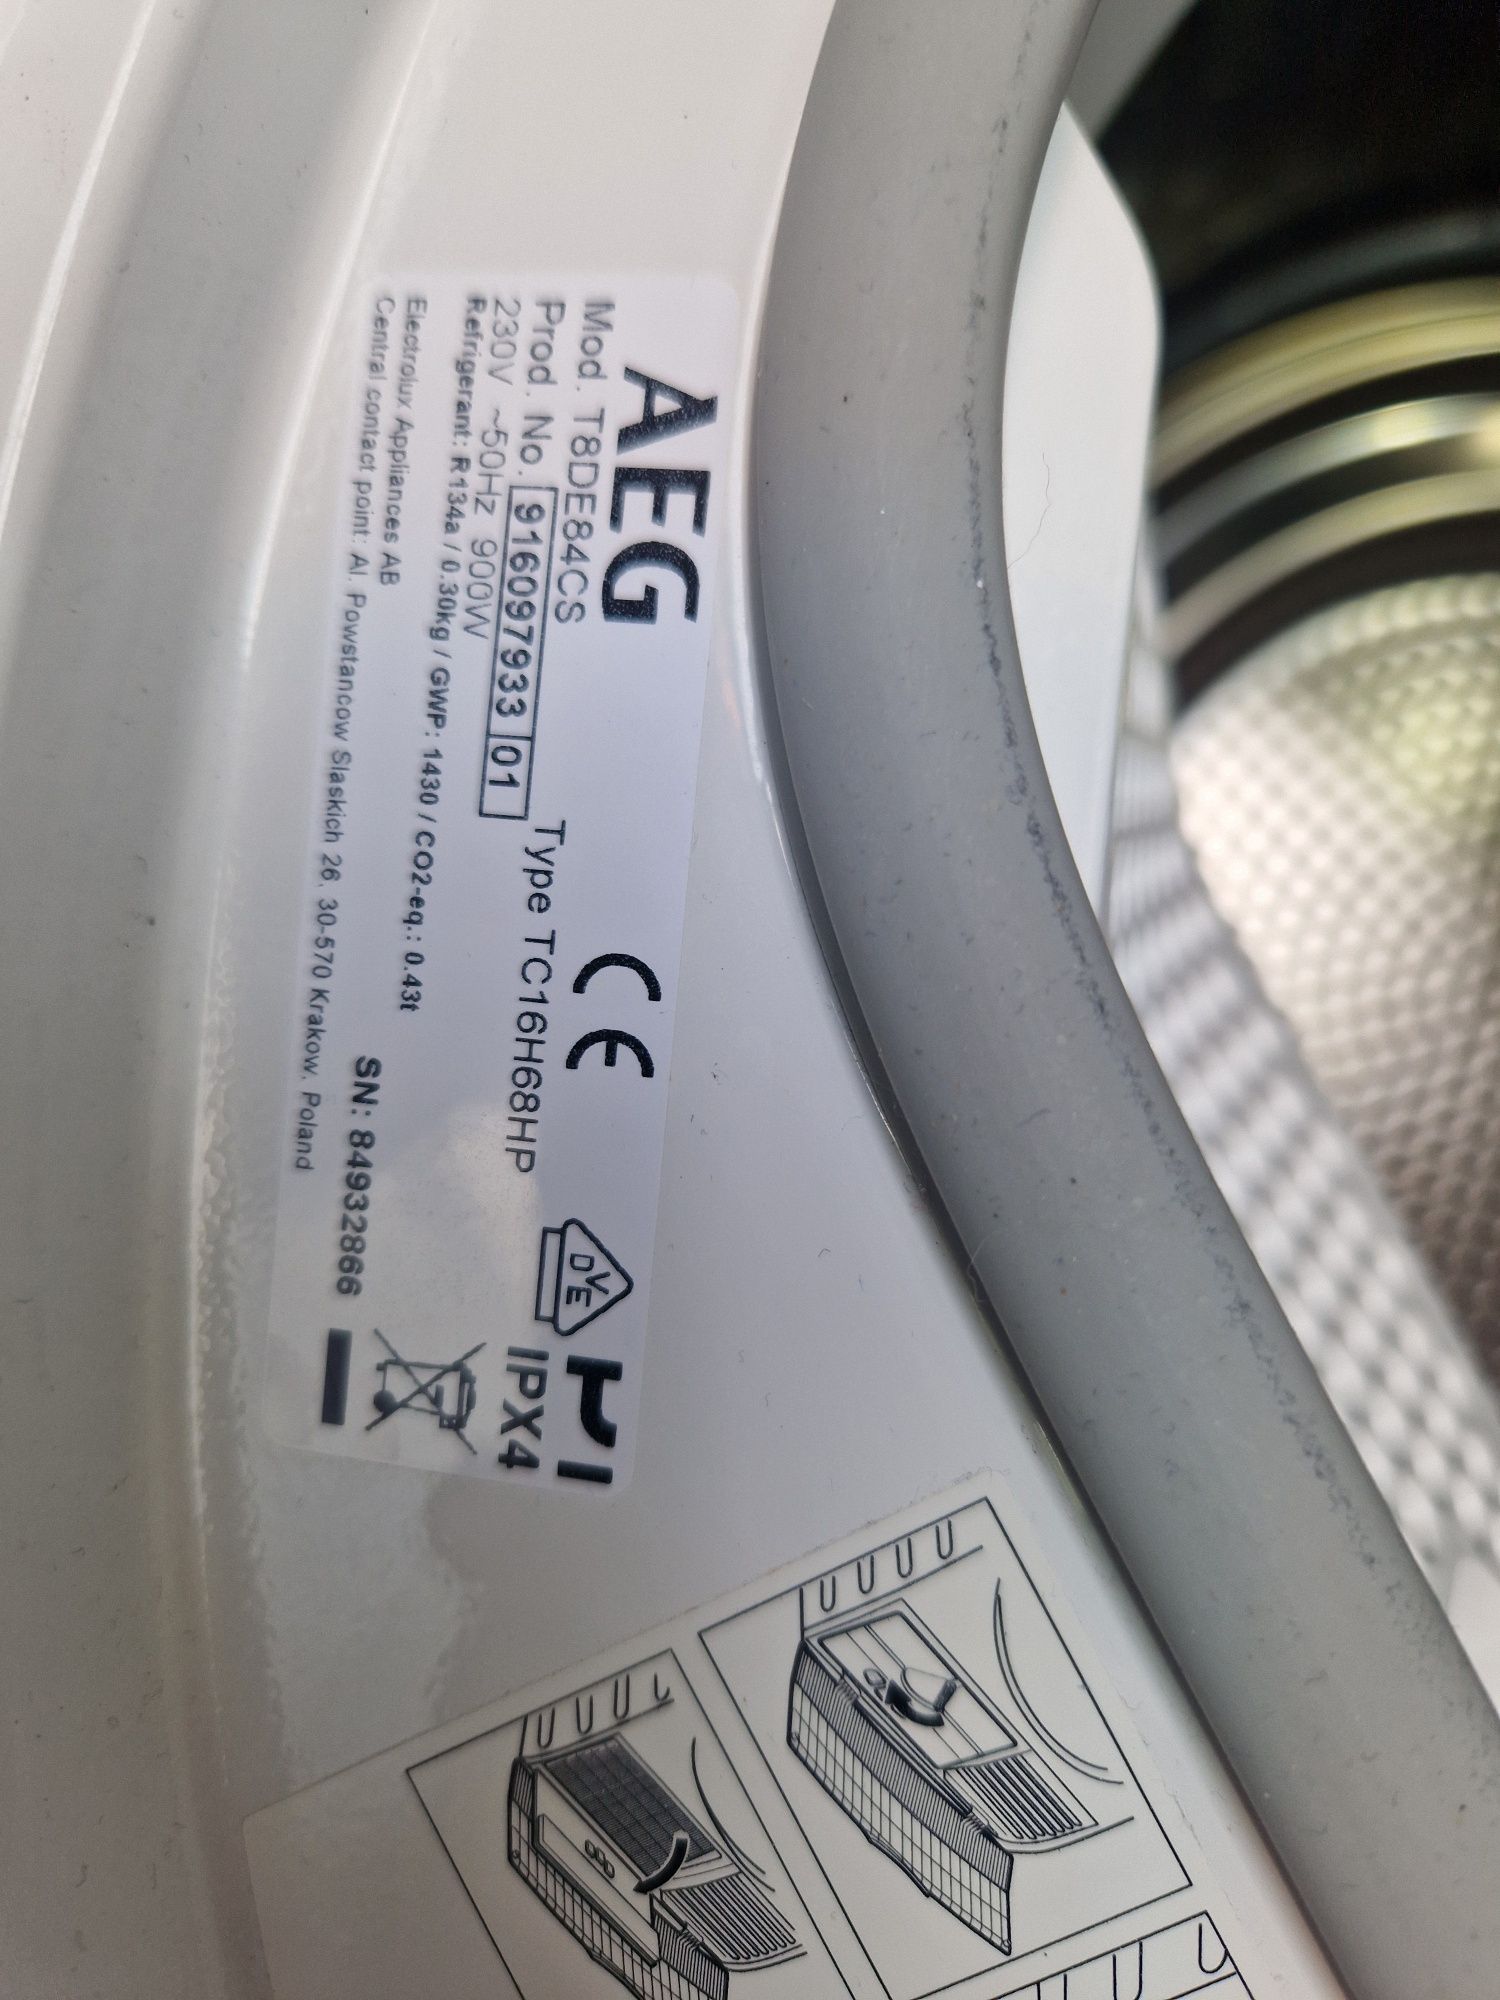 AEG
Mod. T8DE84CS
Prod. No. 916097933 01 Type TC16H68HP
230V ~50Hz 900W
IPX4
DVE
Refrigerant: R134a / 0.30kg / GWP: 1430 / CO2-eq.: 0.43t
Electrolux Appliances AB
SN: 84932866
Central contact point: Al. Powstancow Slaskich 26, 30-570 Krakow, Poland